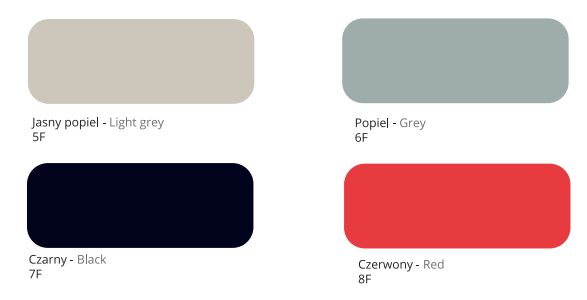 Jasny popiel - Light grey
5F
Popiel - Grey
6F
Czarny - Black
7F
Czerwony - Red
8F